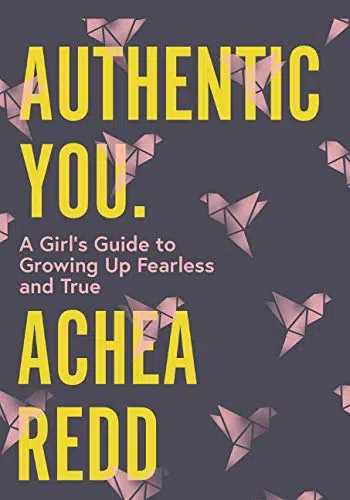 AUTHENTIC
YOU.
A Girl's Guide to
Growing Up Fearless
and True
ACHEA
REDD